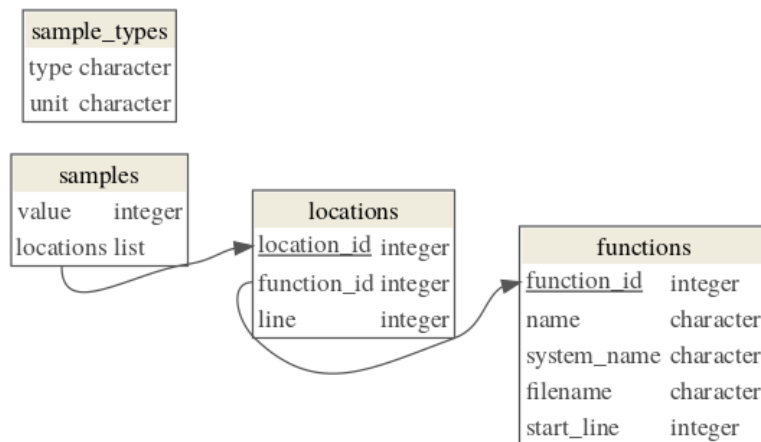 sample_types
type character
unit character
samples
value integer
locations list
locations
location_id integer
function_id integer
line integer
functions
function_id integer
name character
system_name character
filename character
start_line integer